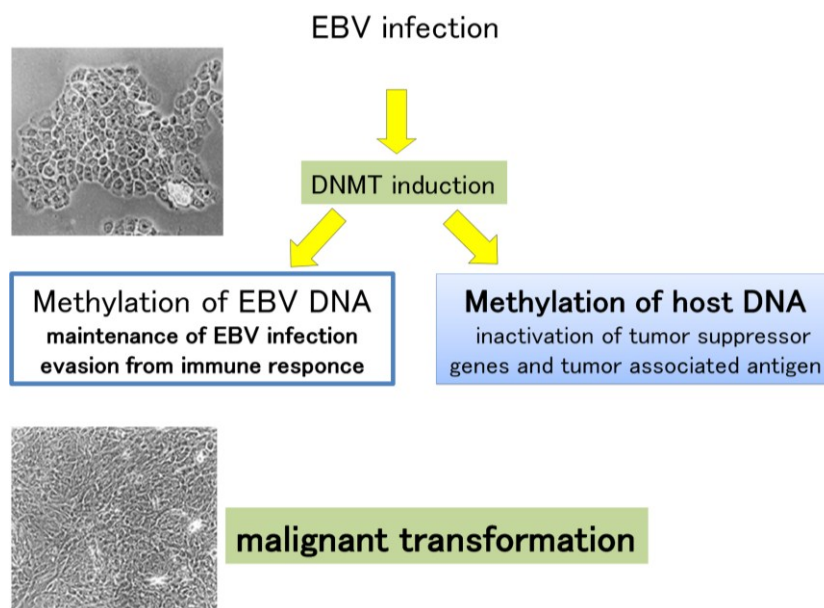 EBV infection
DNMT induction
Methylation of EBV DNA
maintenance of EBV infection
evasion from immune responce
Methylation of host DNA
inactivation of tumor suppressor
genes and tumor associated antigen
malignant transformation